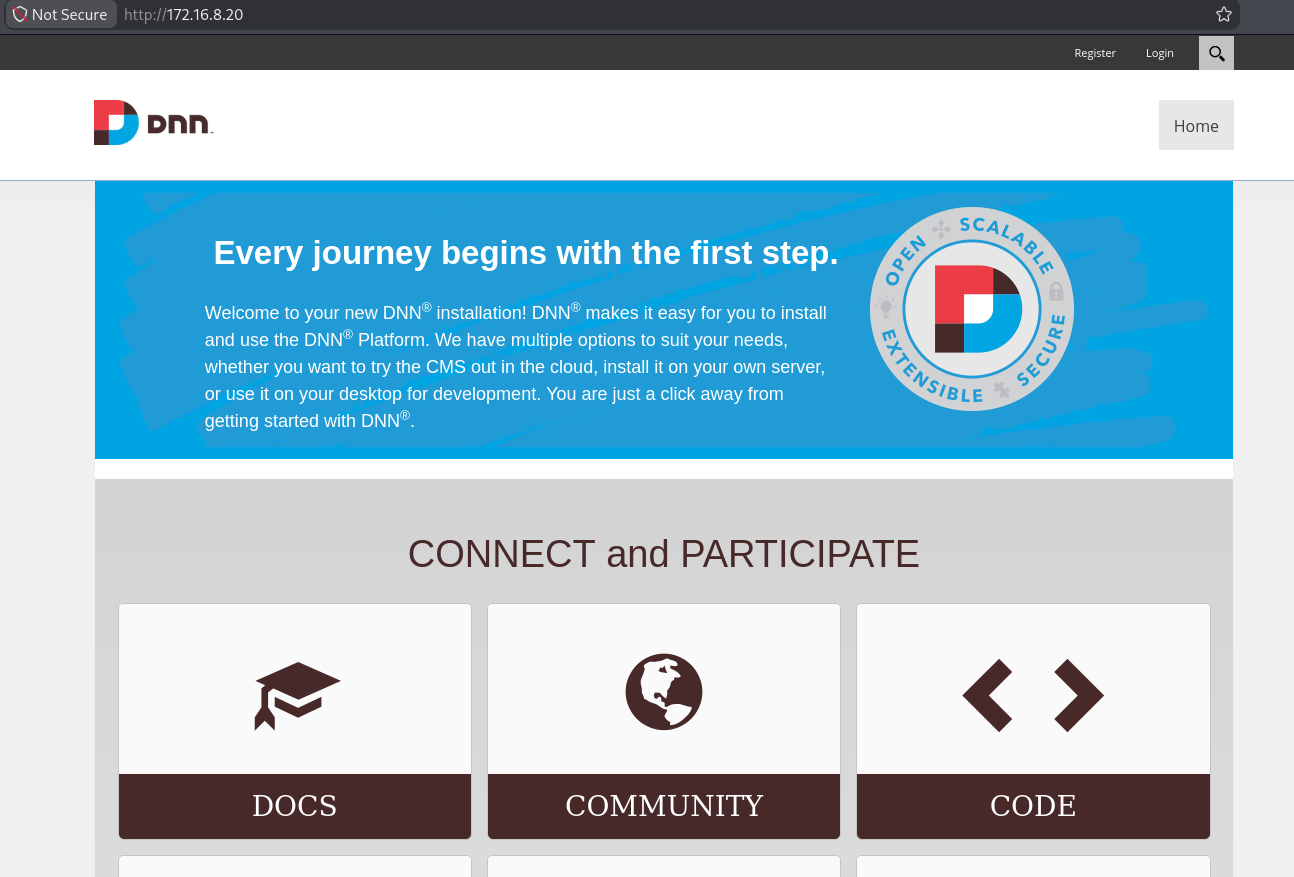 Not Secure http://172.16.8.20
Register Login
DNN
Home
Every journey begins with the first step.
Welcome to your new DNN® installation! DNN® makes it easy for you to install
and use the DNN® Platform. We have multiple options to suit your needs,
whether you want to try the CMS out in the cloud, install it on your own server,
or use it on your desktop for development. You are just a click away from
getting started with DNN®.
OPEN
SCALABLE
EXTENSIBLE
SECURE
CONNECT and PARTICIPATE
DOCS
COMMUNITY
CODE